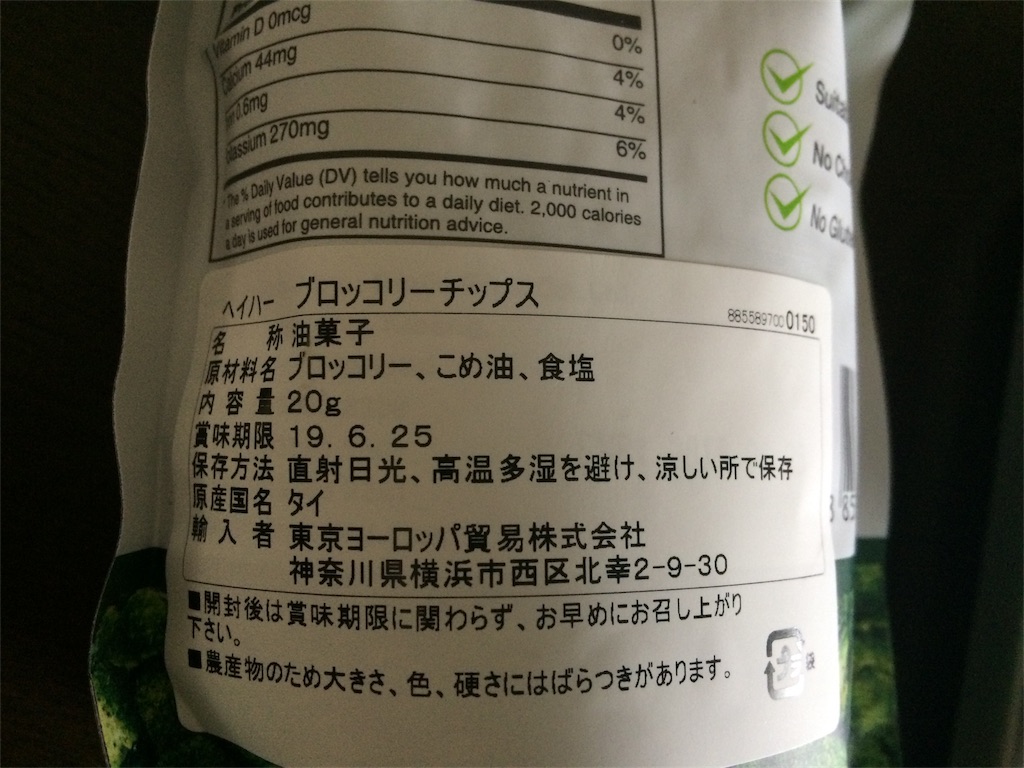 Vitamin D 0mcg 0%
Calcium 44mg 4%
0.6mg 4%
Potassium 270mg 6%
* The % Daily Value (DV) tells you how much a nutrient in
a serving of food contributes to a daily diet. 2,000 calories
a day is used for general nutrition advice.
No
No
ヘイハー ブロッコリーチップス
885589700 0150
名 称 油菓子
原材料名 ブロッコリー、こめ油、食塩
内容量 20g
賞味期限 19. 6. 25
保存方法 直射日光、高温多湿を避け、涼しい所で保存
原産国名 タイ
輸入者 東京ヨーロッパ貿易株式会社
神奈川県横浜市西区北幸2-9-30
■開封後は賞味期限に関わらず、お早めにお召し上がり
下さい。
■農産物のため大きさ、色、硬さにはばらつきがあります。
プラ
袋